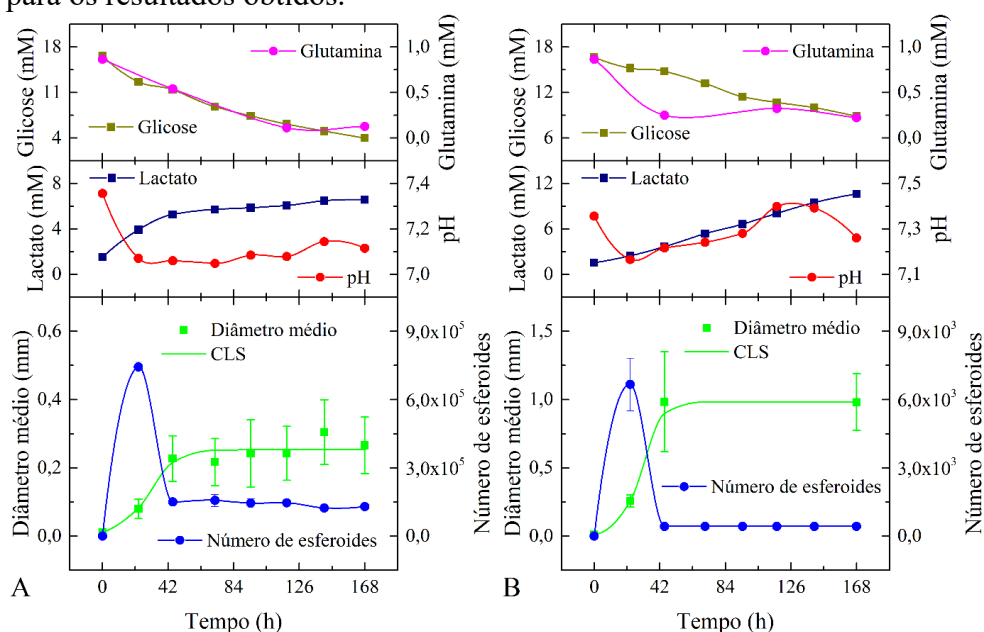 para os resultados obtidos.
18
11
4
Glicose (mM)
Glutamina
Glicose
1,0
0,5
0,0
Glutamina (mM)
8
4
0
Lactato (mM)
Lactato
pH
7,4
7,2
7,0
pH
0,6
0,4
0,2
0,0
Diâmetro médio (mm)
Diâmetro médio
CLS
Número de esferoides
9,0x10⁵
6,0x10⁵
3,0x10⁵
0,0
Número de esferoides
0 42 84 126 168
Tempo (h)
A
18
12
6
Glicose (mM)
Glutamina
Glicose
1,0
0,5
0,0
Glutamina (mM)
12
6
0
Lactato (mM)
Lactato
pH
7,5
7,3
7,1
pH
1,5
1,0
0,5
0,0
Diâmetro médio (mm)
Diâmetro médio
CLS
Número de esferoides
9,0x10³
6,0x10³
3,0x10³
0,0
Número de esferoides
0 42 84 126 168
Tempo (h)
B